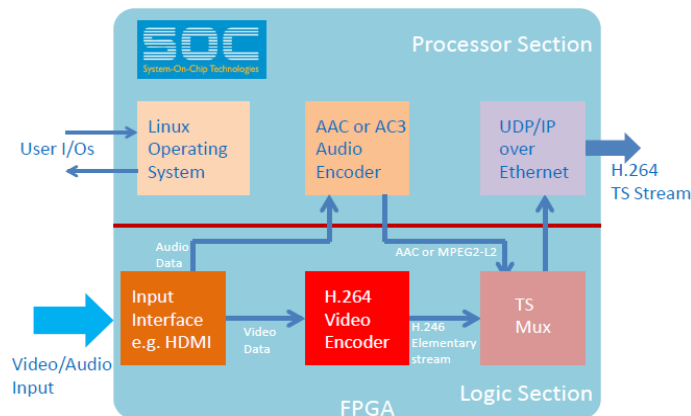 SOC
System-On-Chip Technologies
Processor Section
User I/Os
Linux
Operating
System
AAC or AC3
Audio
Encoder
UDP/IP
over
Ethernet
H.264
TS Stream
Audio
Data
AAC or MPEG2-L2
Video/Audio
Input
Input
Interface
e.g. HDMI
Video
Data
H.264
Video
Encoder
H.246
Elementary
stream
TS
Mux
Logic Section
FPGA